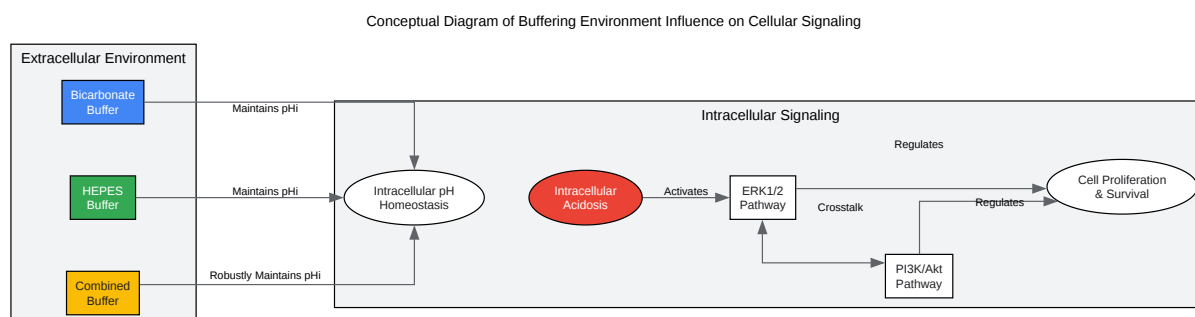 Conceptual Diagram of Buffering Environment Influence on Cellular Signaling
Extracellular Environment
Bicarbonate
Buffer
Maintains pHi
HEPES
Buffer
Maintains pHi
Combined
Buffer
Robustly Maintains pHi
Intracellular Signaling
Intracellular pH
Homeostasis
Intracellular
Acidosis
Activates
ERK1/2
Pathway
Regulates
Crosstalk
Regulates
Cell Proliferation
& Survival
PI3K/Akt
Pathway